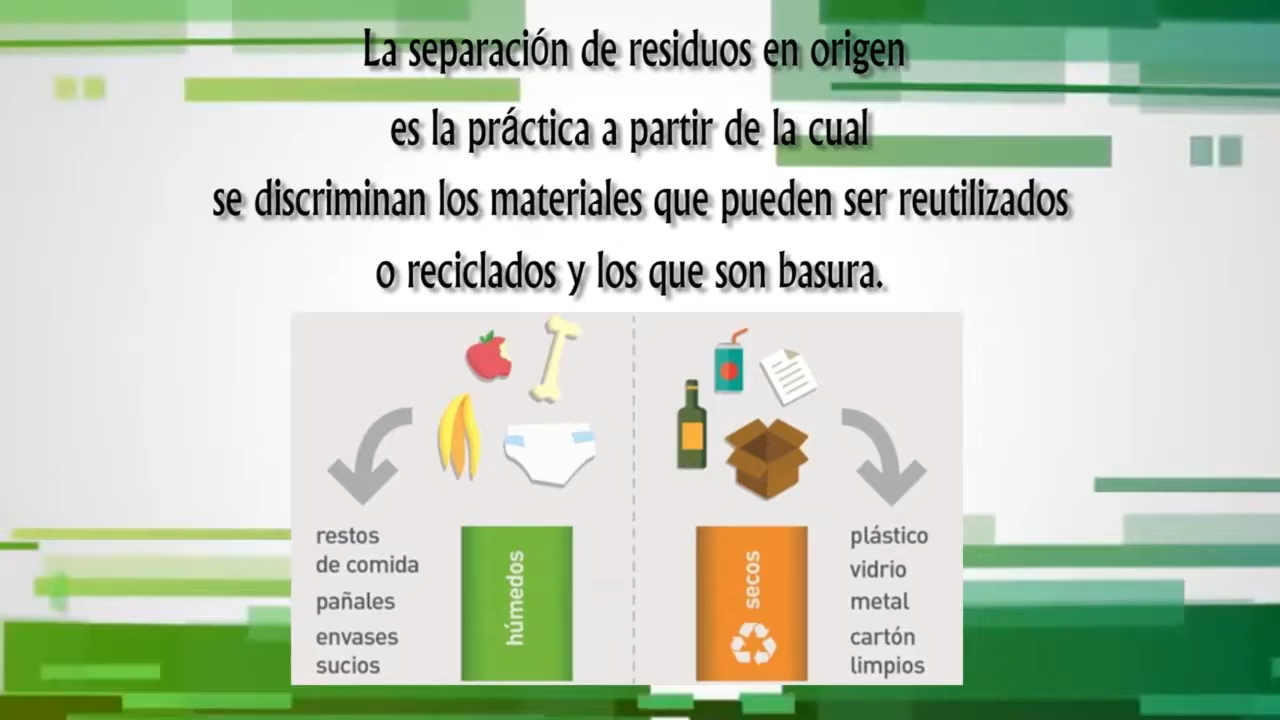 La separación de residuos en origen
es la práctica a partir de la cual
se discriminan los materiales que pueden ser reutilizados
o reciclados y los que son basura.
restos
de comida
pañales
envases
sucios
húmedos
secos
plástico
vidrio
metal
cartón
limpios